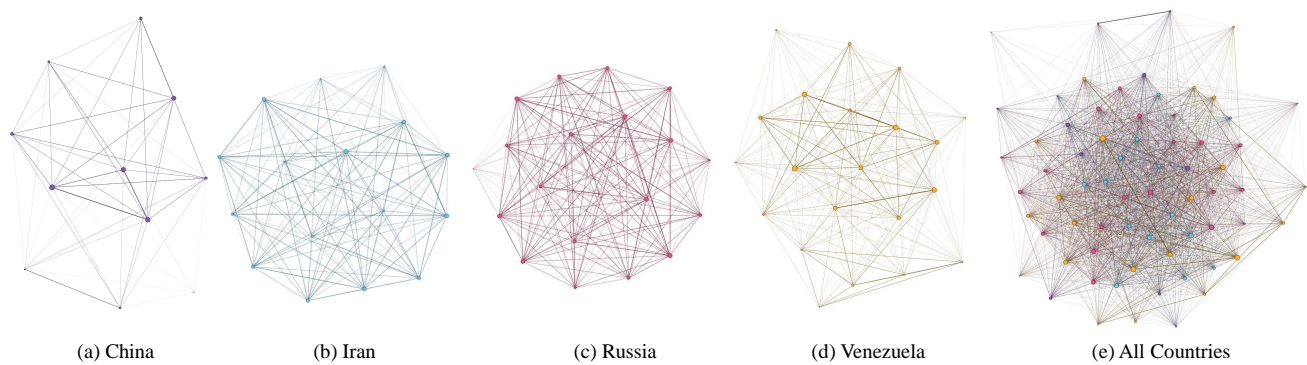 (a) China
(b) Iran
(c) Russia
(d) Venezuela
(e) All Countries